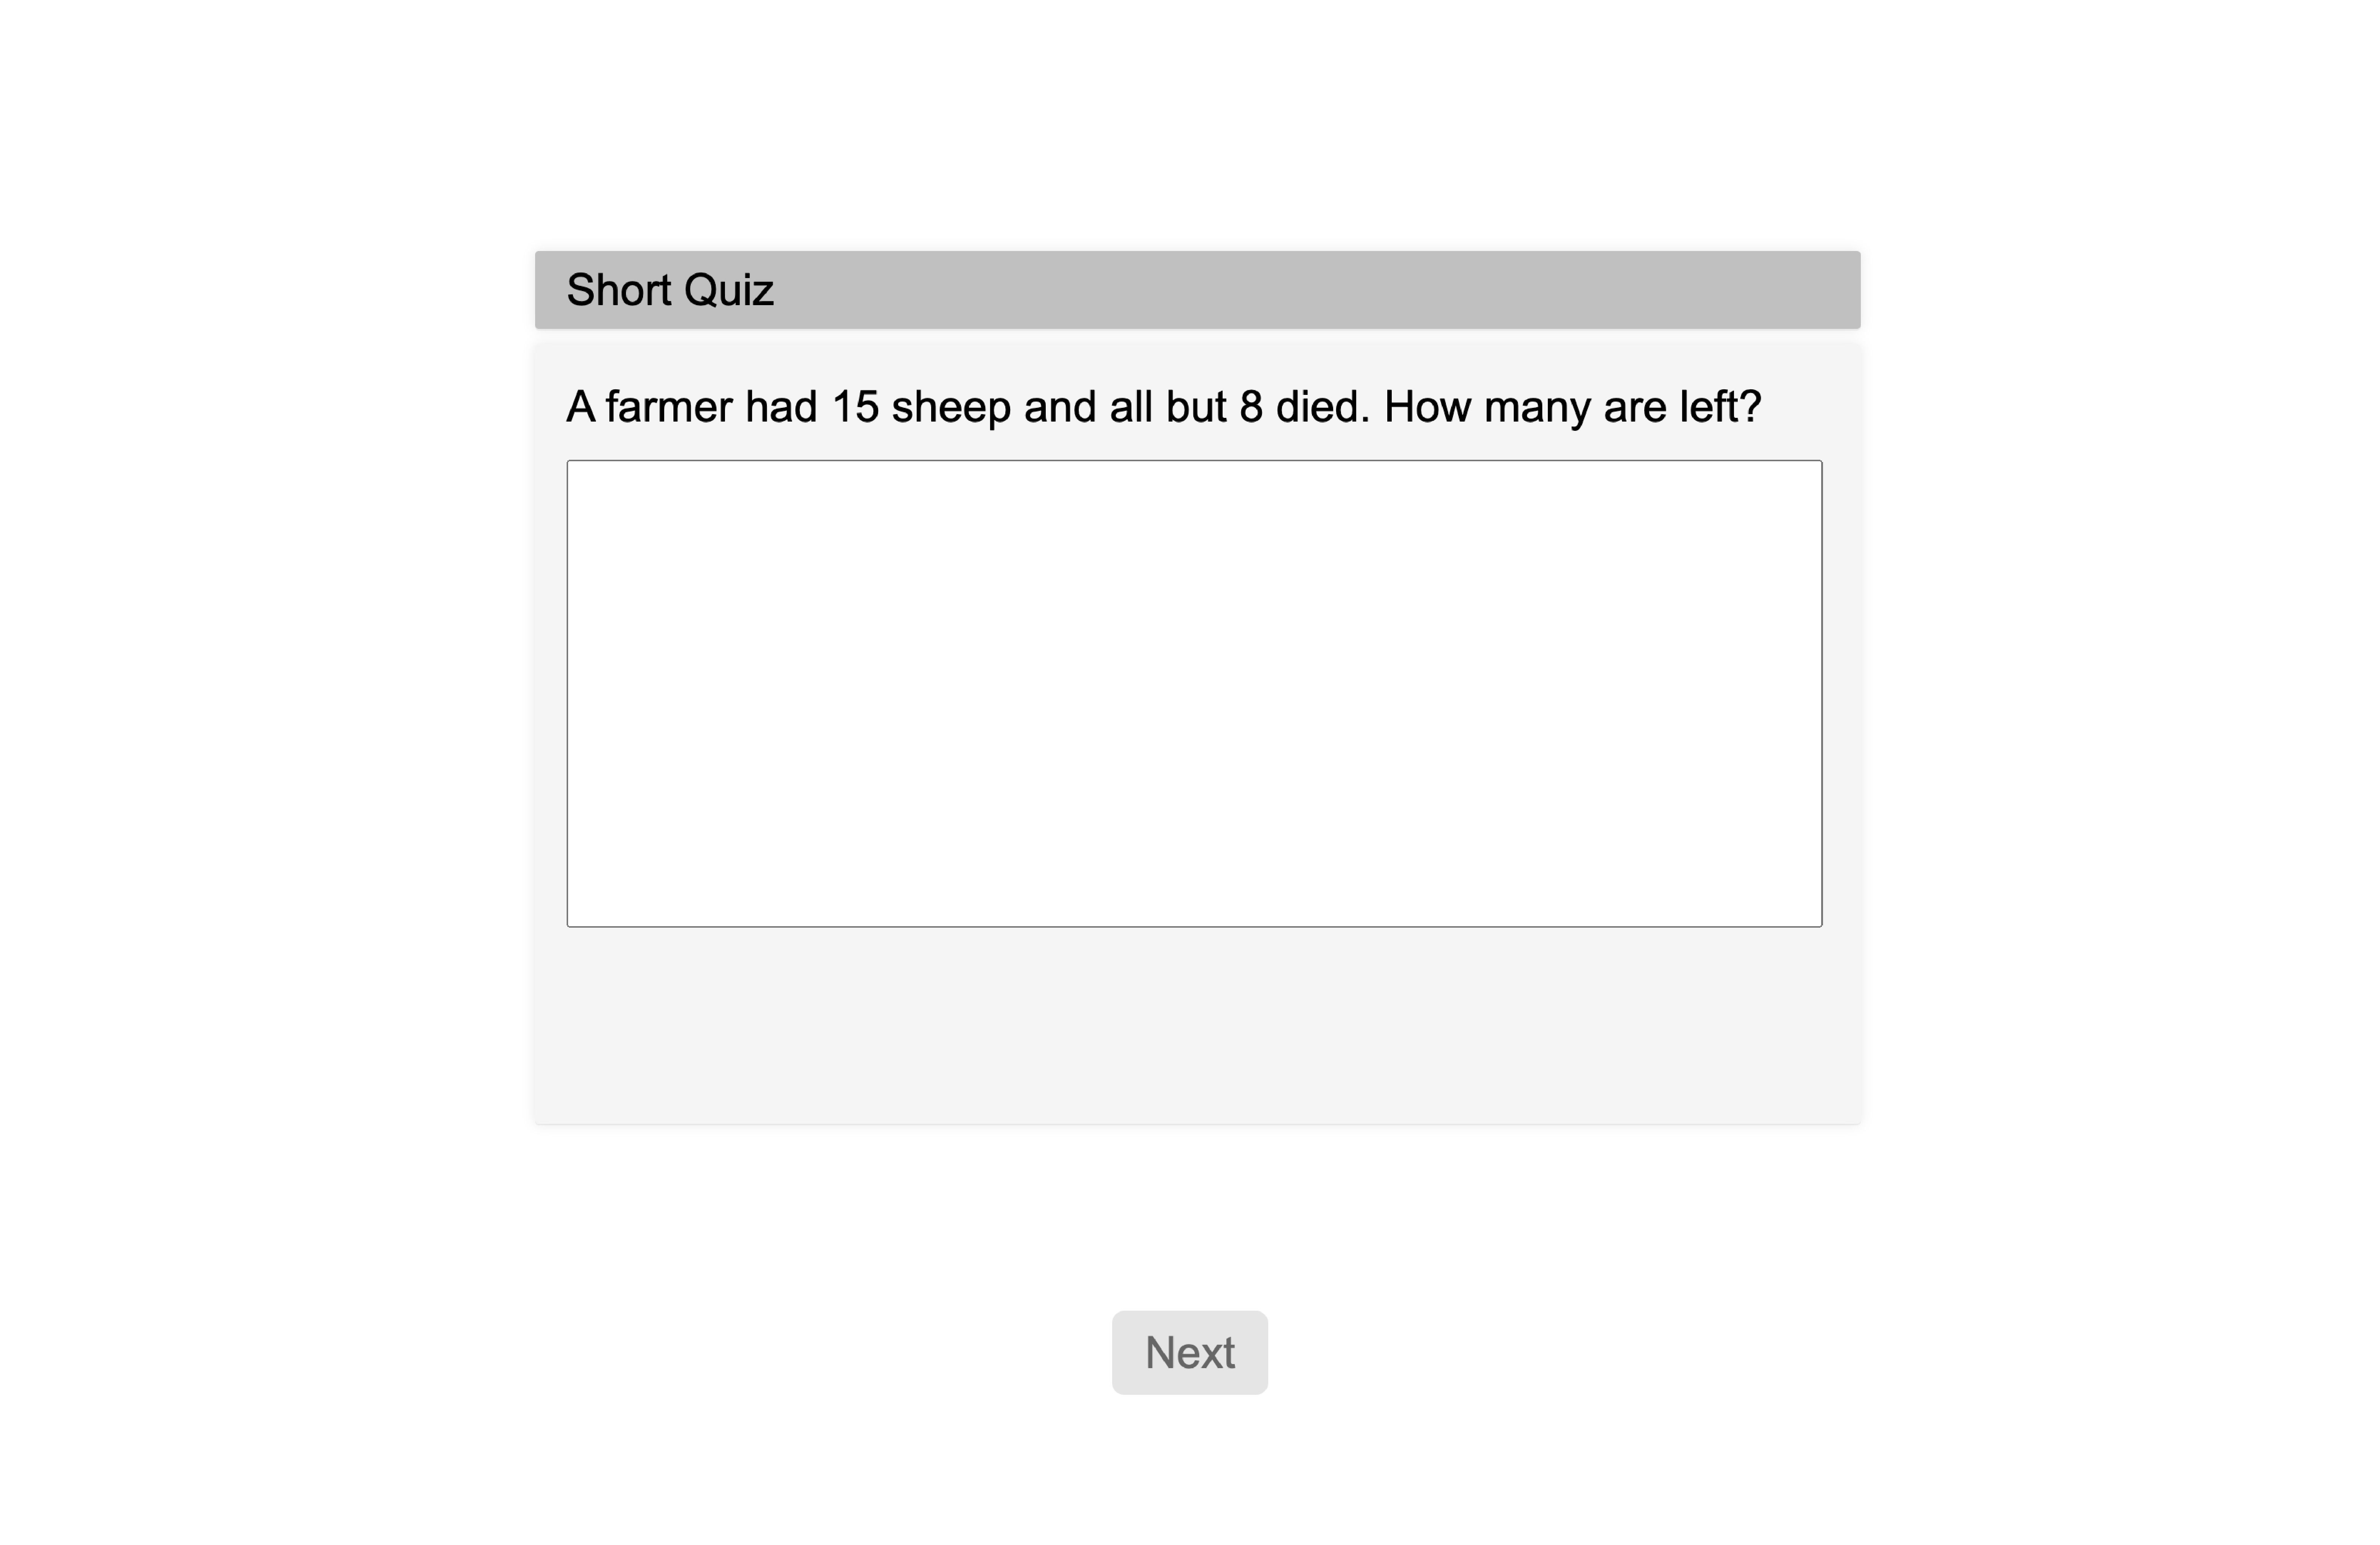 Short Quiz
A farmer had 15 sheep and all but 8 died. How many are left?
Next